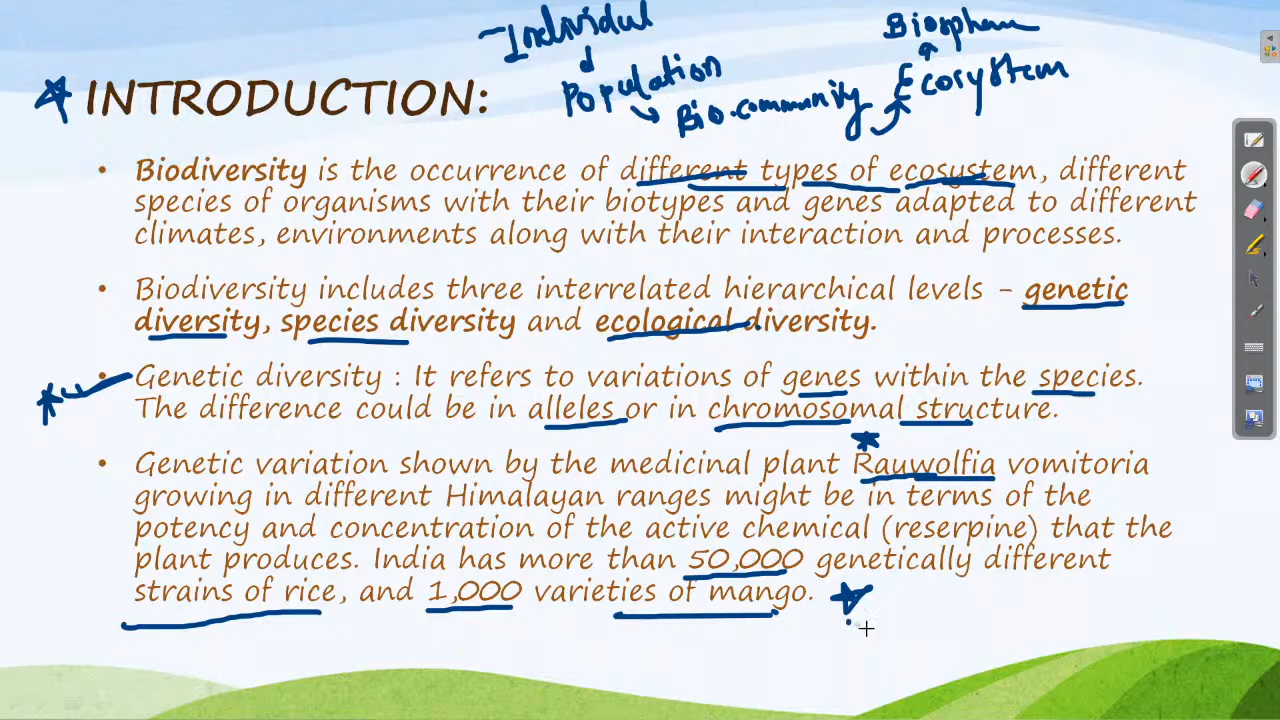 Individul
Biospham
Population
Ecosystem
Bio.community
INTRODUCTION:
• Biodiversity is the occurrence of different types of ecosystem, different
species of organisms with their biotypes and genes adapted to different
climates, environments along with their interaction and processes.
• Biodiversity includes three interrelated hierarchical levels - genetic
diversity, species diversity and ecological diversity.
• Genetic diversity : It refers to variations of genes within the species.
The difference could be in alleles or in chromosomal structure.
• Genetic variation shown by the medicinal plant Rauwolfia vomitoria
growing in different Himalayan ranges might be in terms of the
potency and concentration of the active chemical (reserpine) that the
plant produces. India has more than 50,000 genetically different
strains of rice, and 1,000 varieties of mango.